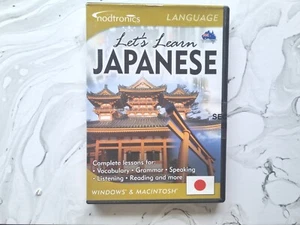 nodtronics
LANGUAGE
Let's Learn
JAPANESE
SE
Complete lessons for:
• Vocabulary • Grammar • Speaking
• Listening • Reading and more
WINDOWS® & MACINTOSH®